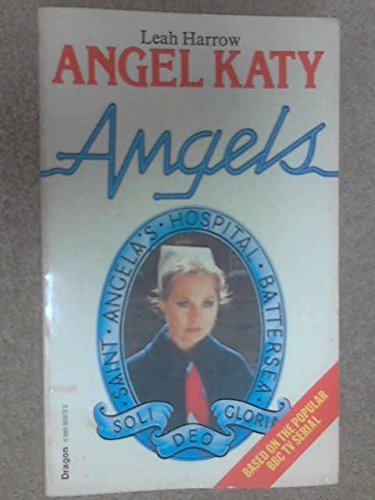 Leah Harrow
ANGEL KATY
Angels
SAINT ANGELA'S · HOSPITAL · BATTERSEA
SOLI DEO GLORIA
BASED ON THE POPULAR
BBC TV SERIAL
Dragon